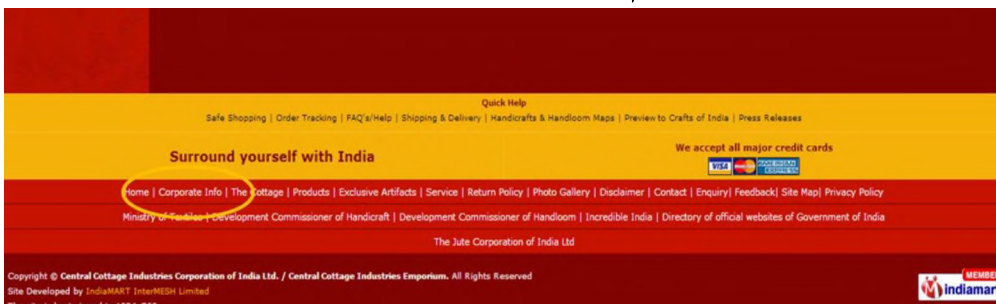 Quick Help
Safe Shopping | Order Tracking | FAQ's/Help | Shipping & Delivery | Handicrafts & Handloom Maps | Preview to Crafts of India | Press Releases
Surround yourself with India
We accept all major credit cards
VISA
Home | Corporate Info | The Cottage | Products | Exclusive Artifacts | Service | Return Policy | Photo Gallery | Disclaimer | Contact | Enquiry| Feedback| Site Map| Privacy Policy
Ministry of Textiles | Development Commissioner of Handicraft | Development Commissioner of Handloom | Incredible India | Directory of official websites of Government of India
The Jute Corporation of India Ltd
Copyright © Central Cottage Industries Corporation of India Ltd. / Central Cottage Industries Emporium. All Rights Reserved
Site Developed by IndiaMART InterMESH Limited
MEMBE
indiamar